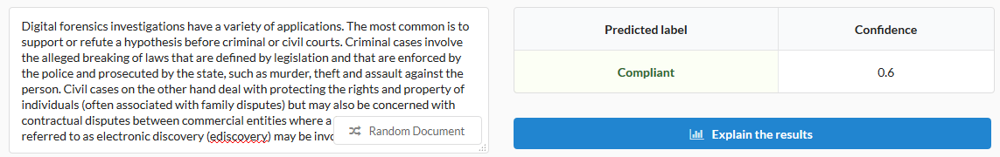 Digital forensics investigations have a variety of applications. The most common is to
support or refute a hypothesis before criminal or civil courts. Criminal cases involve
the alleged breaking of laws that are defined by legislation and that are enforced by
the police and prosecuted by the state, such as murder, theft and assault against the
person. Civil cases on the other hand deal with protecting the rights and property of
individuals (often associated with family disputes) but may also be concerned with
contractual disputes between commercial entities where a
referred to as electronic discovery (ediscovery) may be
Random Document
Predicted label Confidence
Compliant 0.6
Explain the results